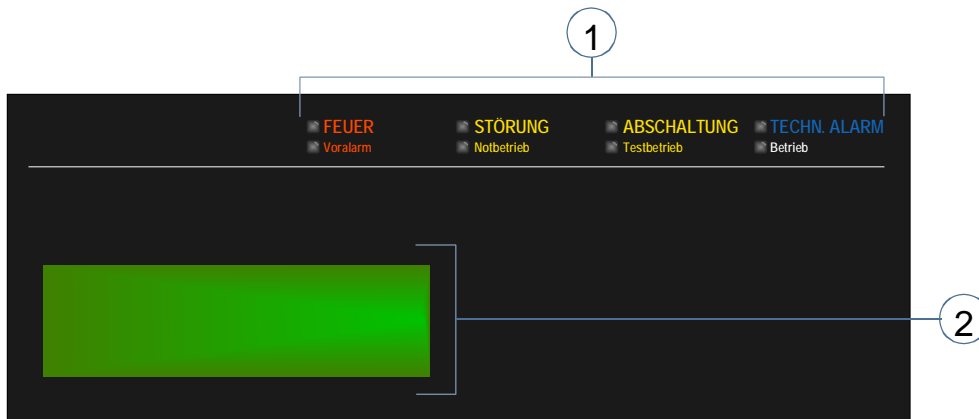 1
FEUER STÖRUNG ABSCHALTUNG TECHN. ALARM
Voralarm Notbetrieb Testbetrieb Betrieb
2